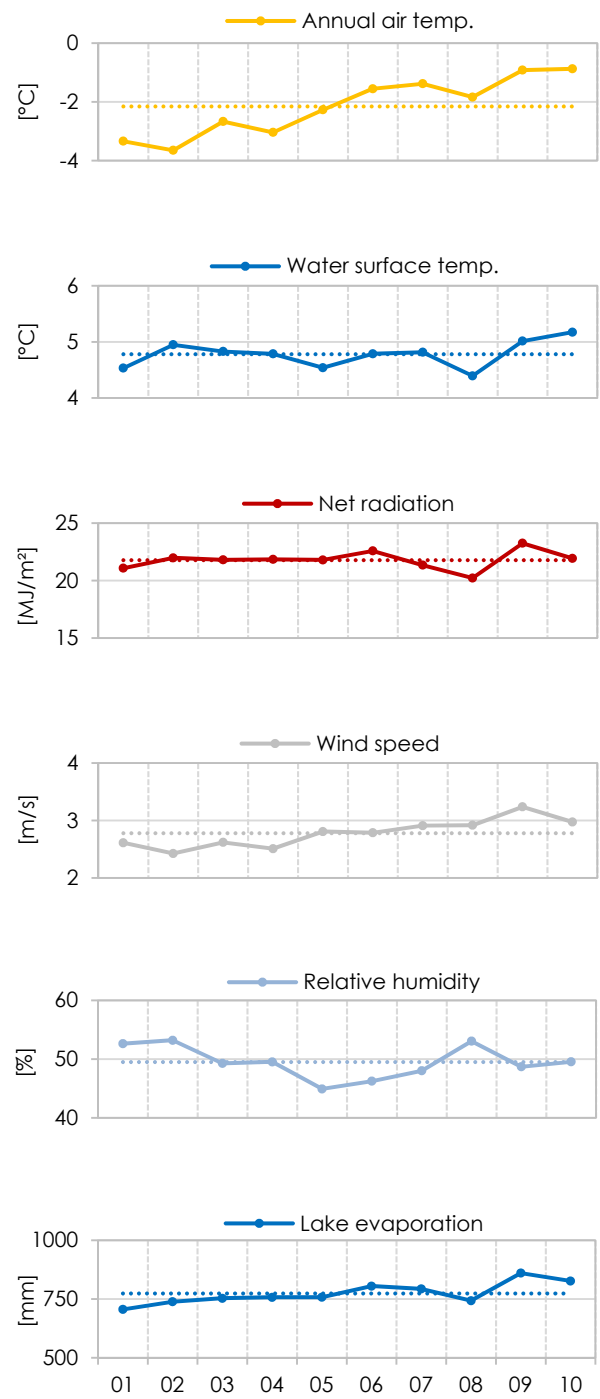 Annual air temp.
0
-2
-4
[°C]
Water surface temp.
6
5
4
[°C]
Net radiation
25
20
15
[MJ/m²]
Wind speed
4
3
2
[m/s]
Relative humidity
60
50
40
[%]
Lake evaporation
1000
750
500
[mm]
01 02 03 04 05 06 07 08 09 10